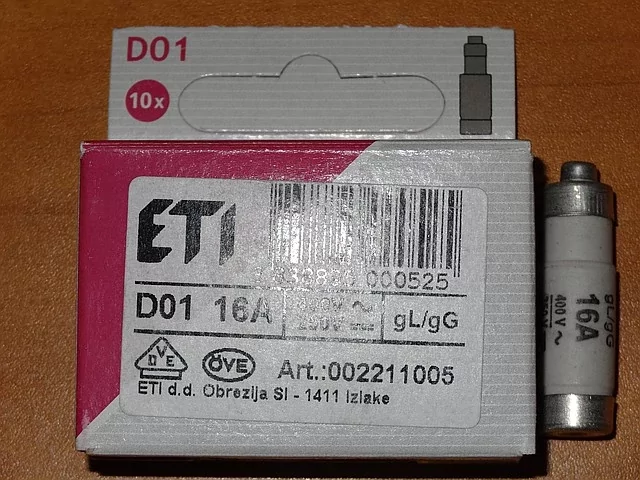 D01
10x
ETI
000525
D01 16A
400V ~
250V
gL/gG
DVE
ÖVE
Art.:002211005
ETI d.d. Obrezija SI - 1411 Izlake
gL/gG
16A
400 V ~